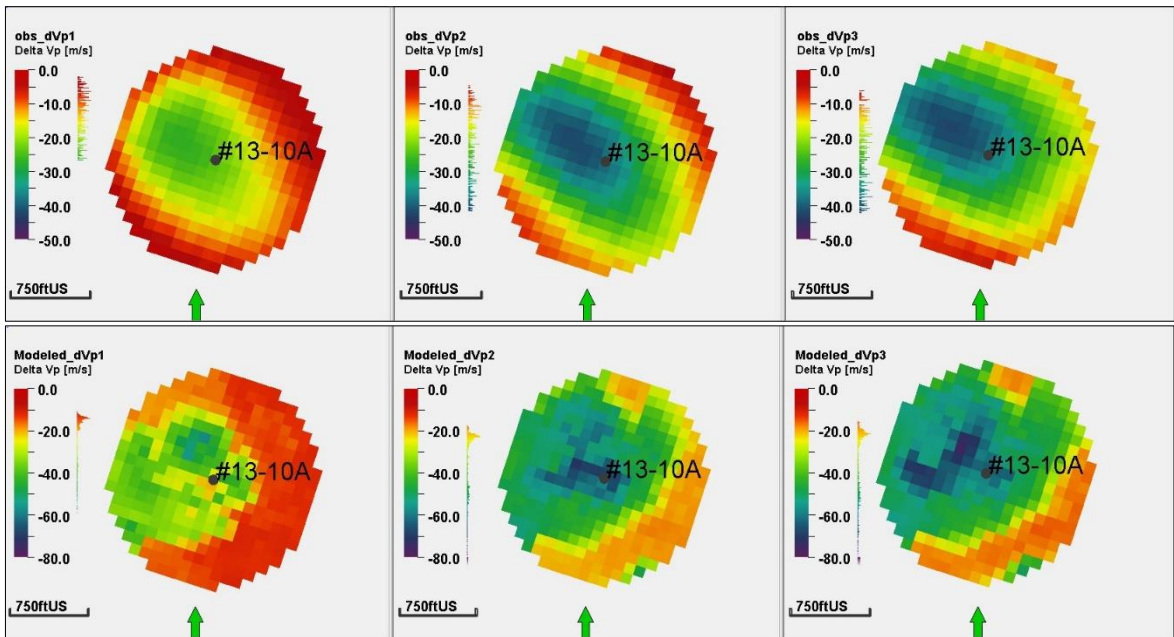 obs_dVp1
Delta Vp [m/s]
0.0
-10.0
-20.0
-30.0
-40.0
-50.0
#13-10A
750ftUS
obs_dVp2
Delta Vp [m/s]
0.0
-10.0
-20.0
-30.0
-40.0
-50.0
#13-10A
750ftUS
obs_dVp3
Delta Vp [m/s]
0.0
-10.0
-20.0
-30.0
-40.0
-50.0
#13-10A
750ftUS
Modeled_dVp1
Delta Vp [m/s]
0.0
-20.0
-40.0
-60.0
-80.0
#13-10A
750ftUS
Modeled_dVp2
Delta Vp [m/s]
0.0
-20.0
-40.0
-60.0
-80.0
#13-10A
750ftUS
Modeled_dVp3
Delta Vp [m/s]
0.0
-20.0
-40.0
-60.0
-80.0
#13-10A
750ftUS